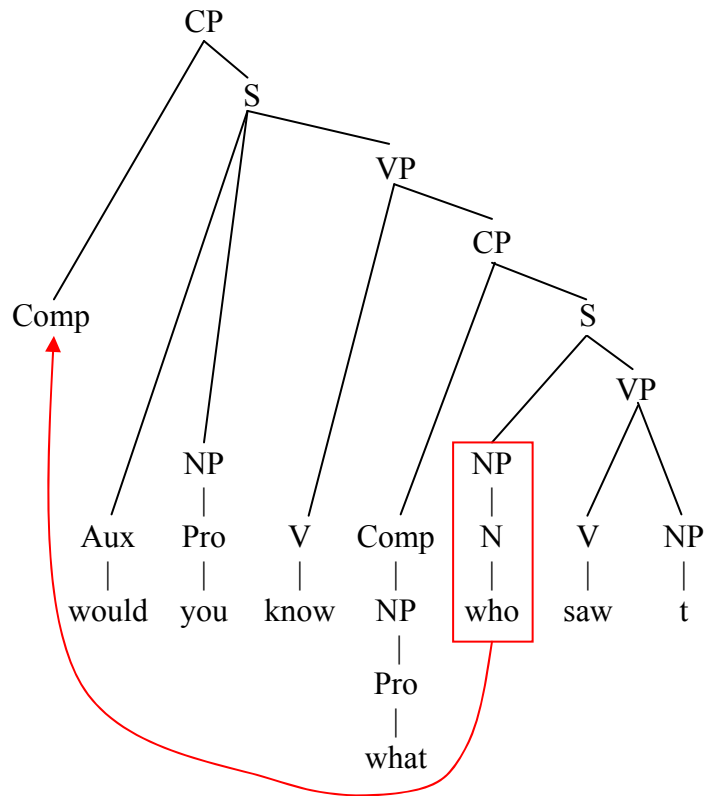 CP
S
VP
CP
Comp S
VP
NP NP
Aux Pro V Comp N V NP
would you know NP who saw t
Pro
what